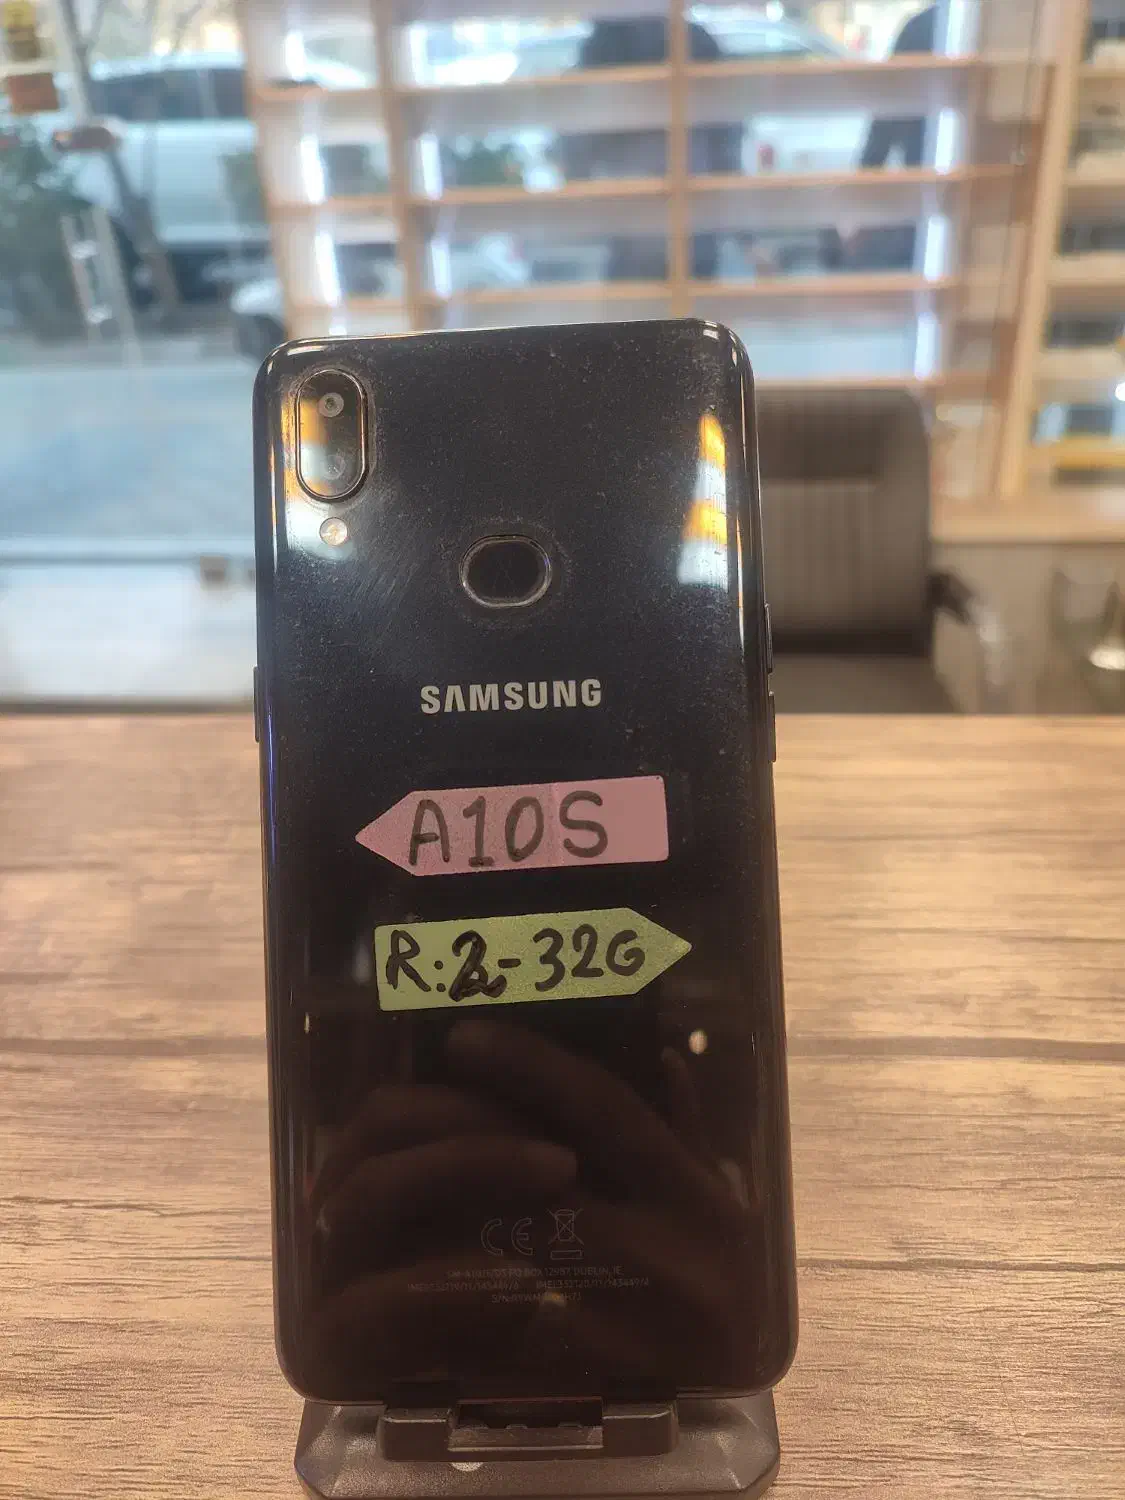 SAMSUNG
A10S
R:2-32G
CE